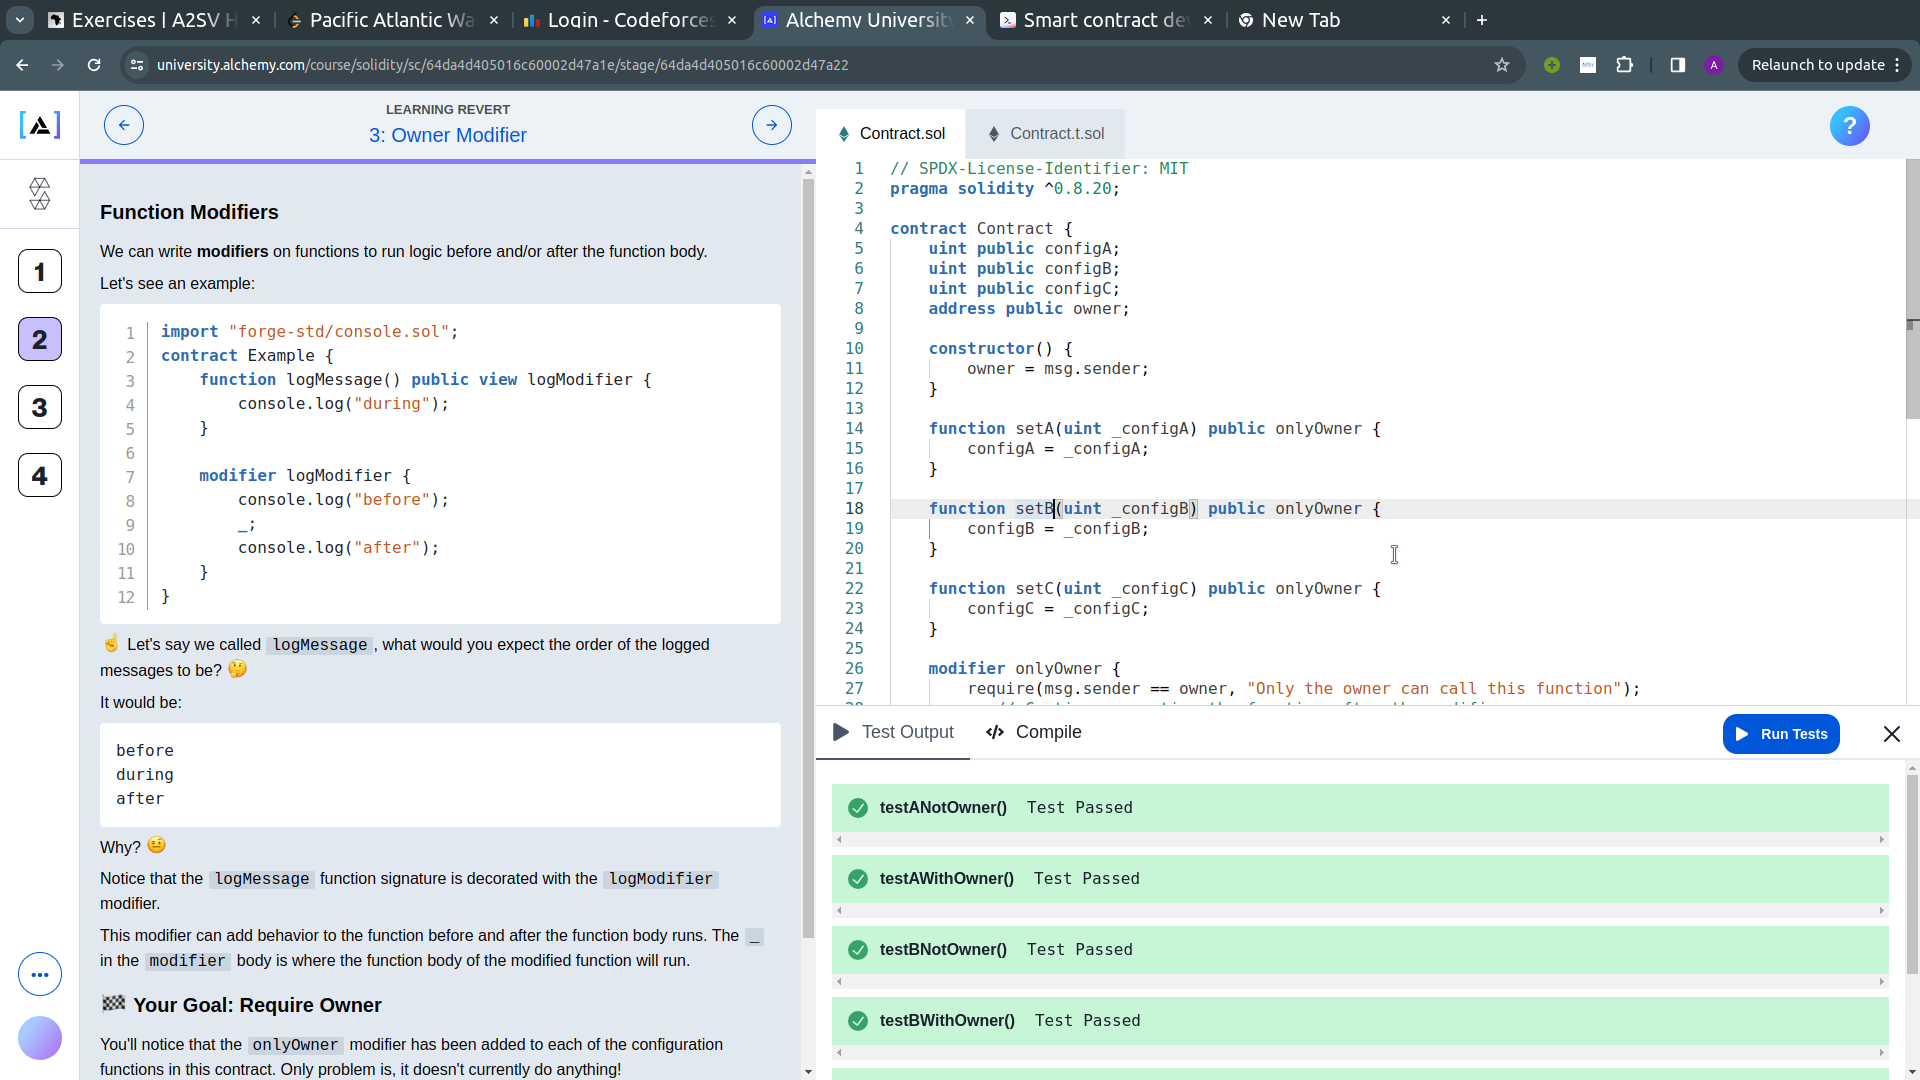 Exercises | A2SV H
Pacific Atlantic Wa
Login - Codeforces
Alchemy University
Smart contract dev
New Tab
university.alchemy.com/course/solidity/sc/64da4d405016c60002d47a1e/stage/64da4d405016c60002d47a22
A
Relaunch to update
LEARNING REVERT
3: Owner Modifier
1
2
3
4
Function Modifiers
We can write modifiers on functions to run logic before and/or after the function body.
Let's see an example:
1 import "forge-std/console.sol";
2 contract Example {
3     function logMessage() public view logModifier {
4         console.log("during");
5     }
6
7     modifier logModifier {
8         console.log("before");
9         _;
10         console.log("after");
11     }
12 }
☝️ Let's say we called logMessage, what would you expect the order of the logged
messages to be? 🤔
It would be:
before
during
after
Why? 🤨
Notice that the logMessage function signature is decorated with the logModifier
modifier.
This modifier can add behavior to the function before and after the function body runs. The _
in the modifier body is where the function body of the modified function will run.
🏁 Your Goal: Require Owner
You'll notice that the onlyOwner modifier has been added to each of the configuration
functions in this contract. Only problem is, it doesn't currently do anything!
Contract.sol
Contract.t.sol
?
1 // SPDX-License-Identifier: MIT
2 pragma solidity ^0.8.20;
3
4 contract Contract {
5     uint public configA;
6     uint public configB;
7     uint public configC;
8     address public owner;
9
10     constructor() {
11         owner = msg.sender;
12     }
13
14     function setA(uint _configA) public onlyOwner {
15         configA = _configA;
16     }
17
18     function setB(uint _configB) public onlyOwner {
19         configB = _configB;
20     }
21
22     function setC(uint _configC) public onlyOwner {
23         configC = _configC;
24     }
25
26     modifier onlyOwner {
27         require(msg.sender == owner, "Only the owner can call this function");
Test Output
Compile
Run Tests
testANotOwner() Test Passed
testAWithOwner() Test Passed
testBNotOwner() Test Passed
testBWithOwner() Test Passed